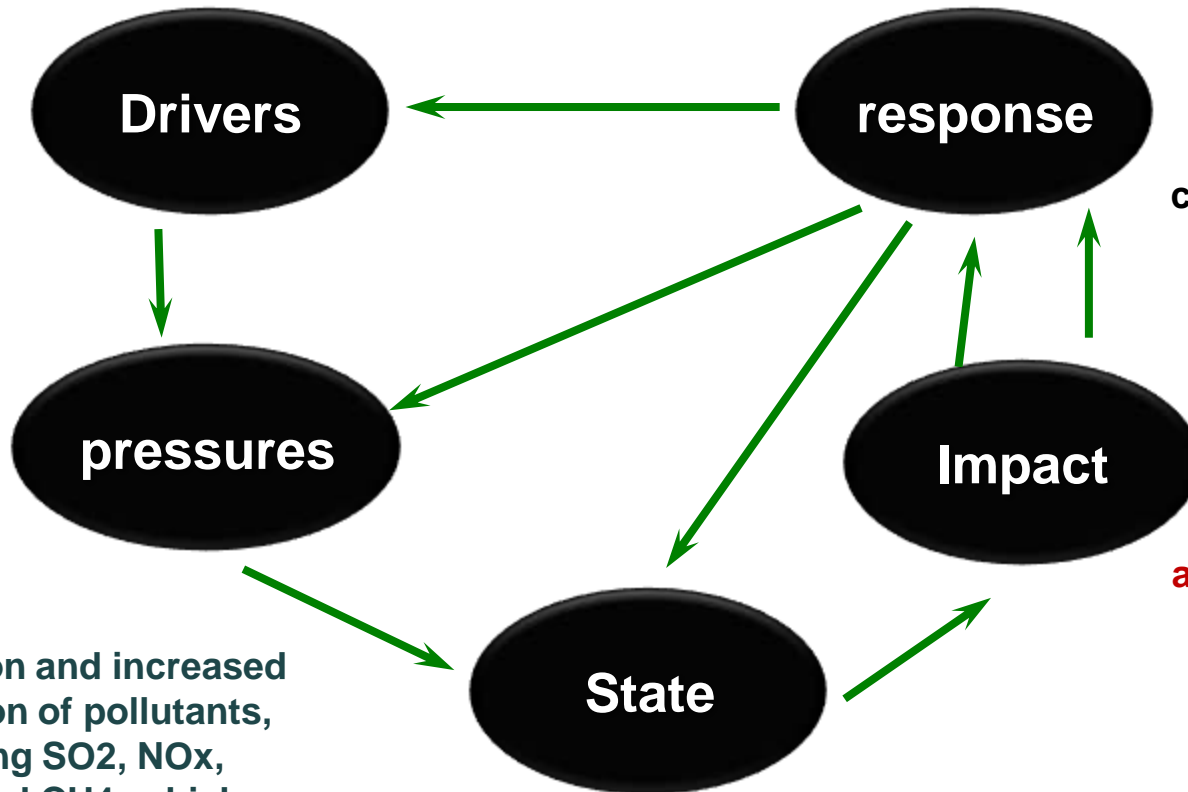 Drivers
response
c
pressures
Impact
a
on and increased
on of pollutants,
ng SO2, NOx,
State